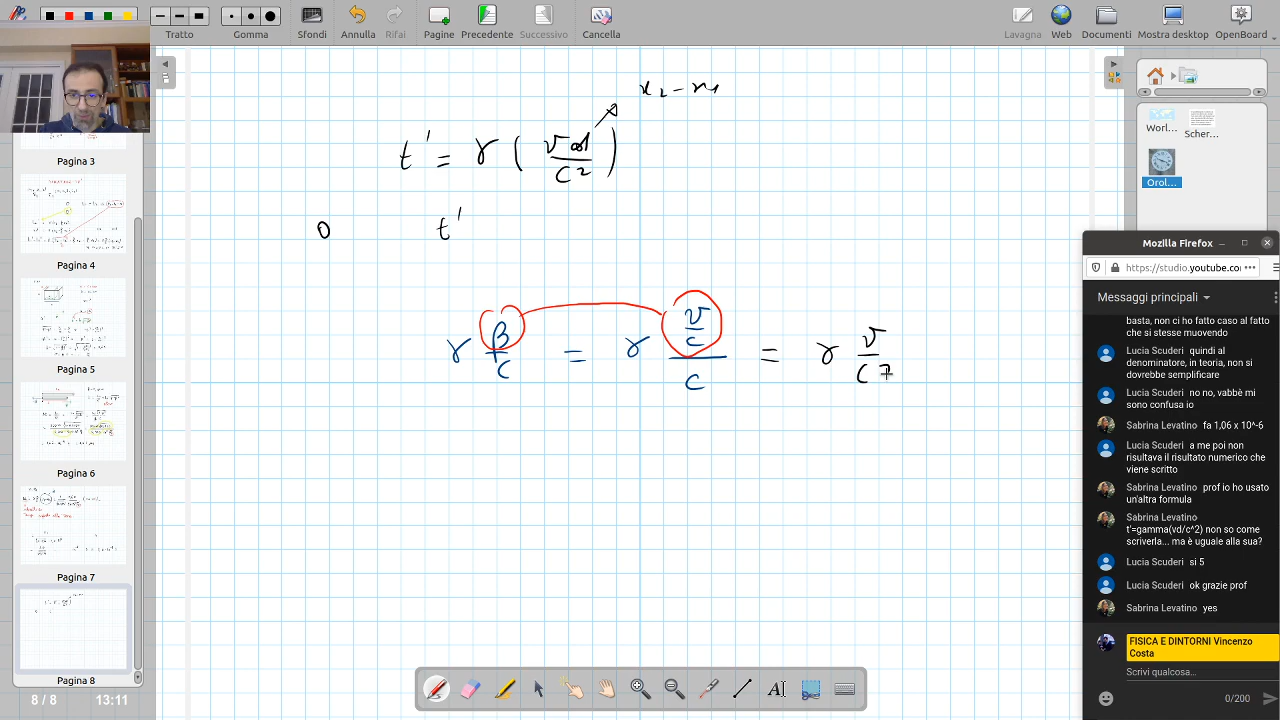 Tratto
Gomma
Sfondi
Annulla
Rifai
Pagine
Precedente
Successivo
Cancella
Lavagna
Web
Documenti
Mostra desktop
OpenBoard
Pagina 3
Pagina 4
Pagina 5
Pagina 6
Pagina 7
Pagina 8
8 / 8
13:11
x₂ - x₁
t' = γ ( vd / c² )
0 t'
γ β/c = γ (v/c)/c = γ v/c²
Worl...
Scher...
Orol...
Mozilla Firefox
https://studio.youtube.co
Messaggi principali
basta, non ci ho fatto caso al fatto
che si stesse muovendo
Lucia Scuderi quindi al
denominatore, in teoria, non si
dovrebbe semplificare
Lucia Scuderi no no, vabbè mi
sono confusa io
Sabrina Levatino fa 1,06 x 10^-6
Lucia Scuderi a me poi non
risultava il risultato numerico che
viene scritto
Sabrina Levatino prof io ho usato
un'altra formula
Sabrina Levatino
t'=gamma(vd/c^2) non so come
scriverla... ma è uguale alla sua?
Lucia Scuderi si 5
Lucia Scuderi ok grazie prof
Sabrina Levatino yes
FISICA E DINTORNI Vincenzo
Costa
Scrivi qualcosa...
0/200